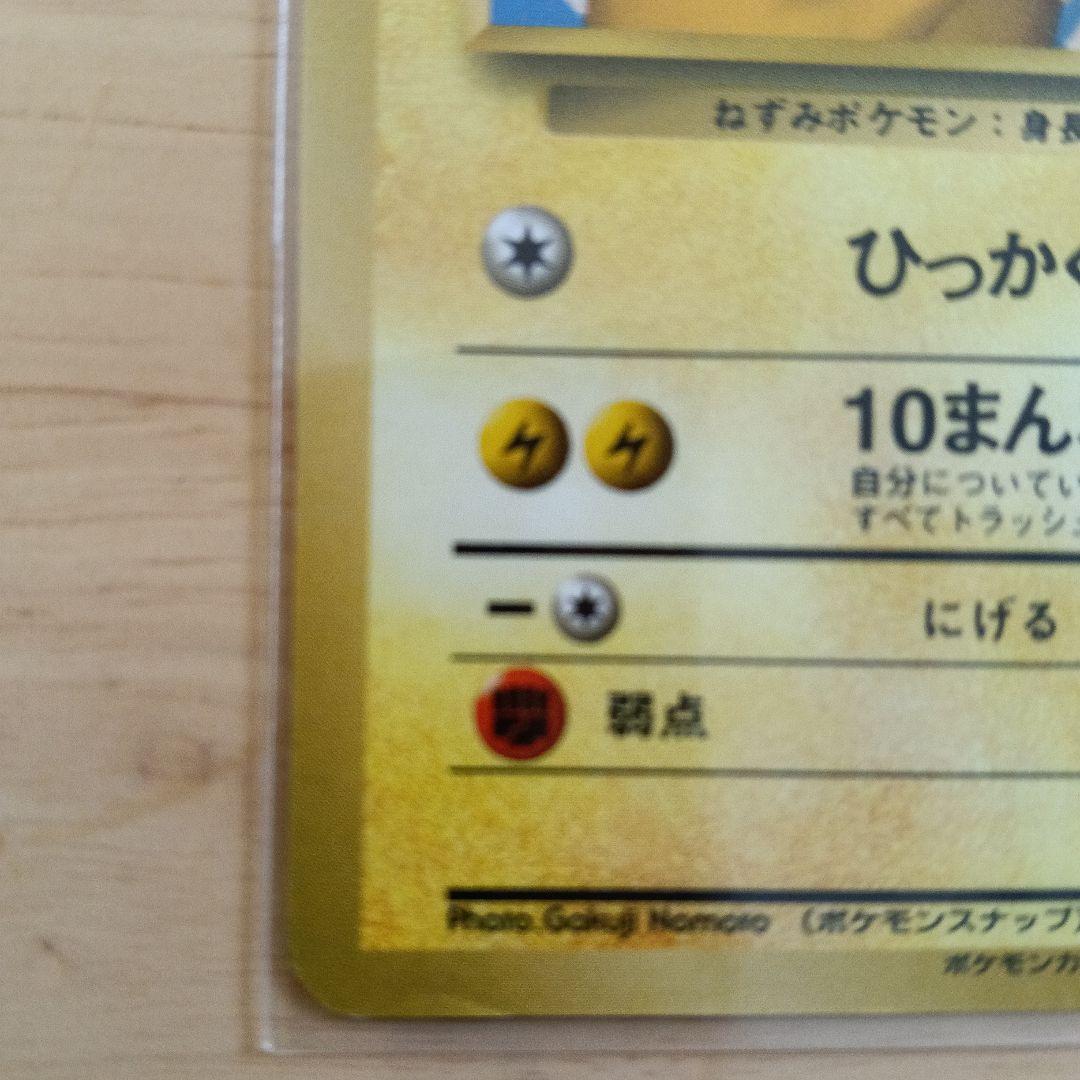 ねずみポケモン：身長
ひっかく
10まん
自分についてい
すべてトラッシュ
にげる
弱点
Photo. Gakuji Nomoto （ポケモンスナップ）
ポケモンカ